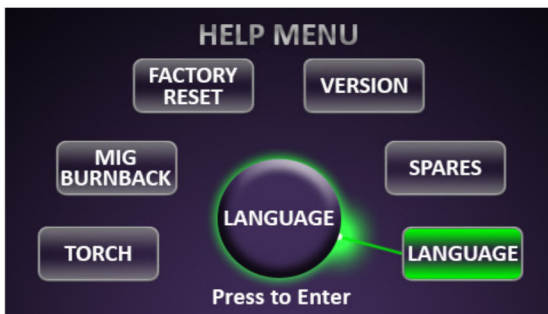 HELP MENU
FACTORY
RESET
VERSION
MIG
BURNBACK
SPARES
LANGUAGE
TORCH
LANGUAGE
Press to Enter